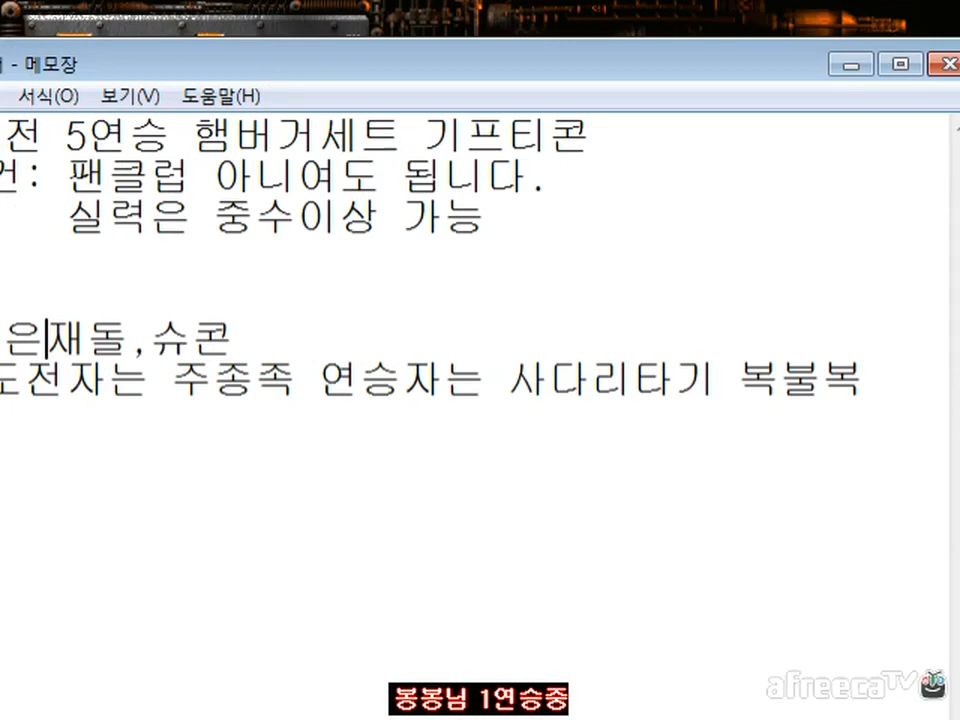 - 메모장
서식(O) 보기(V) 도움말(H)
전 5연승 햄버거세트 기프티콘
건: 팬클럽 아니여도 됩니다.
실력은 중수이상 가능
은재돌,슈콘
도전자는 주종족 연승자는 사다리타기 복불복
봉봉님 1연승중
afreecaTV